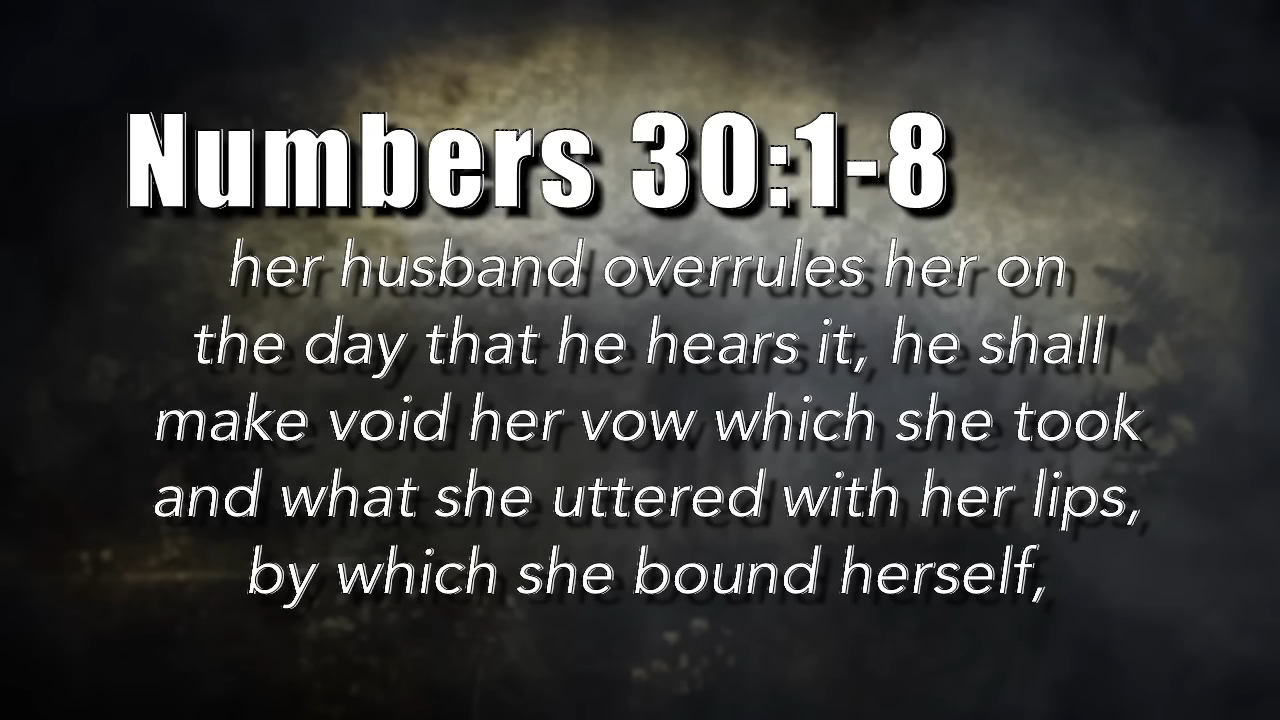 Numbers 30:1-8
her husband overrules her on
the day that he hears it, he shall
make void her vow which she took
and what she uttered with her lips,
by which she bound herself,